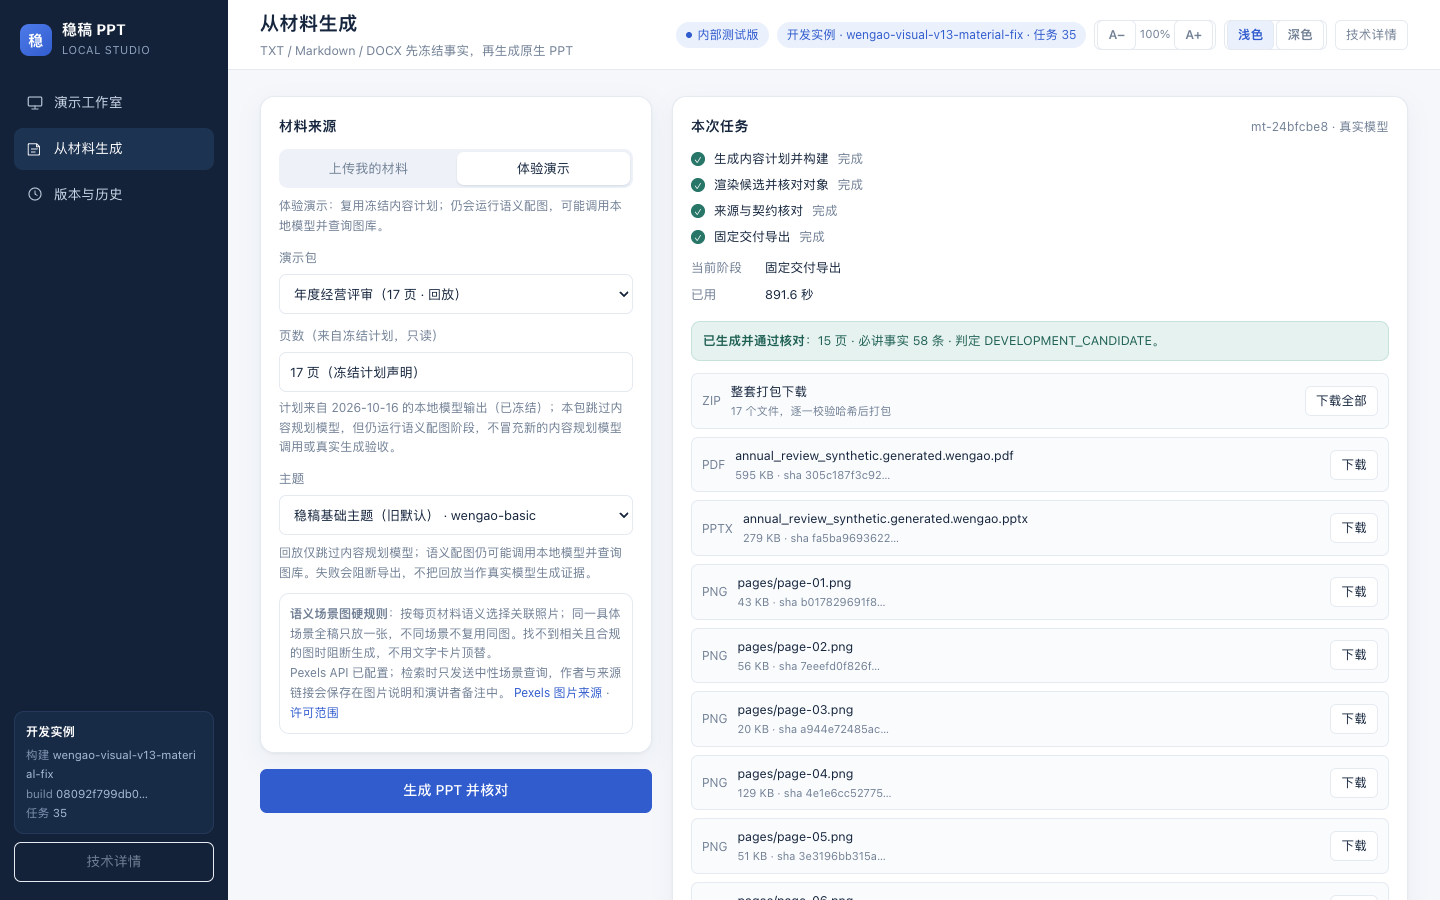 稳
稳稿 PPT
LOCAL STUDIO
演示工作室
从材料生成
版本与历史
开发实例
构建 wengao-visual-v13-materi
al-fix
build 08092f799db0…
任务 35
技术详情
从材料生成
TXT / Markdown / DOCX 先冻结事实，再生成原生 PPT
内部测试版
开发实例 · wengao-visual-v13-material-fix · 任务 35
A−
100%
A+
浅色
深色
技术详情
材料来源
上传我的材料
体验演示
体验演示：复用冻结内容计划；仍会运行语义配图，可能调用本
地模型并查询图库。
演示包
年度经营评审（17 页 · 回放）
页数（来自冻结计划，只读）
17 页（冻结计划声明）
计划来自 2026-10-16 的本地模型输出（已冻结）；本包跳过内
容规划模型，但仍运行语义配图阶段，不冒充新的内容规划模型
调用或真实生成验收。
主题
稳稿基础主题（旧默认） · wengao-basic
回放仅跳过内容规划模型；语义配图仍可能调用本地模型并查询
图库。失败会阻断导出，不把回放当作真实模型生成证据。
语义场景图硬规则：按每页材料语义选择关联照片；同一具体
场景全稿只放一张，不同场景不复用同图。找不到相关且合规
的图时阻断生成，不用文字卡片顶替。
Pexels API 已配置；检索时只发送中性场景查询，作者与来源
链接会保存在图片说明和演讲者备注中。 Pexels 图片来源 ·
许可范围
生成 PPT 并核对
本次任务
mt-24bfcbe8 · 真实模型
生成内容计划并构建 完成
渲染候选并核对对象 完成
来源与契约核对 完成
固定交付导出 完成
当前阶段 固定交付导出
已用 891.6 秒
已生成并通过核对：15 页 · 必讲事实 58 条 · 判定 DEVELOPMENT_CANDIDATE。
ZIP
整套打包下载
17 个文件，逐一校验哈希后打包
下载全部
PDF
annual_review_synthetic.generated.wengao.pdf
595 KB · sha 305c187f3c92…
下载
PPTX
annual_review_synthetic.generated.wengao.pptx
279 KB · sha fa5ba9693622…
下载
PNG
pages/page-01.png
43 KB · sha b017829691f8…
下载
PNG
pages/page-02.png
56 KB · sha 7eeefd0f826f…
下载
PNG
pages/page-03.png
20 KB · sha a944e72485ac…
下载
PNG
pages/page-04.png
129 KB · sha 4e1e6cc52775…
下载
PNG
pages/page-05.png
51 KB · sha 3e3196bb315a…
下载
pages/page-06.png